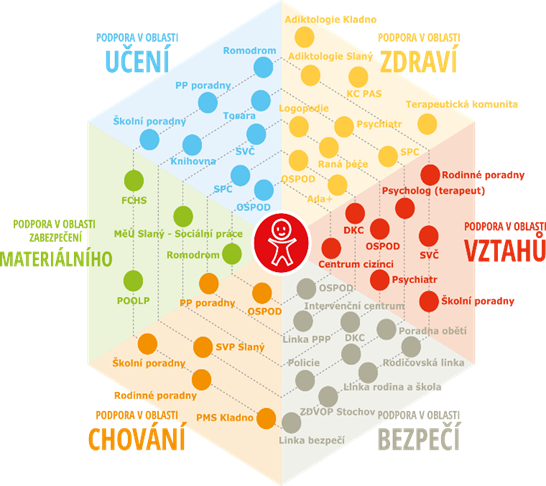 PODPORA V OBLASTI
UČENÍ
Romodrom
PP poradny
Tosara
Školní poradny
Knihovna
SVČ
SPC
OSPOD
PODPORA V OBLASTI
ZDRAVÍ
Adiktologie Kladno
Adiktologie Slaný
KC PAS
Terapeutická komunita
Logopedie
Psychiatr
Raná péče
SPC
OSPOD
Ada+
PODPORA V OBLASTI
VZTAHŮ
Rodinné poradny
Psycholog (terapeut)
DKC
OSPOD
SVČ
Centrum cizinci
Psychiatr
Školní poradny
PODPORA V OBLASTI
ZABEZPEČENÍ
MATERIÁLNÍHO
FCHS
MěÚ Slaný - Sociální práce
Romodrom
POOLP
PODPORA V OBLASTI
CHOVÁNÍ
PP poradny
OSPOD
Školní poradny
SVP Slaný
Rodinné poradny
PMS Kladno
PODPORA V OBLASTI
BEZPEČÍ
OSPOD
Intervenční centrum
Linka PPP
DKC
Poradna obětí
Policie
Rodičovská linka
Linka rodina a škola
ZDVOP Stochov
Linka bezpečí